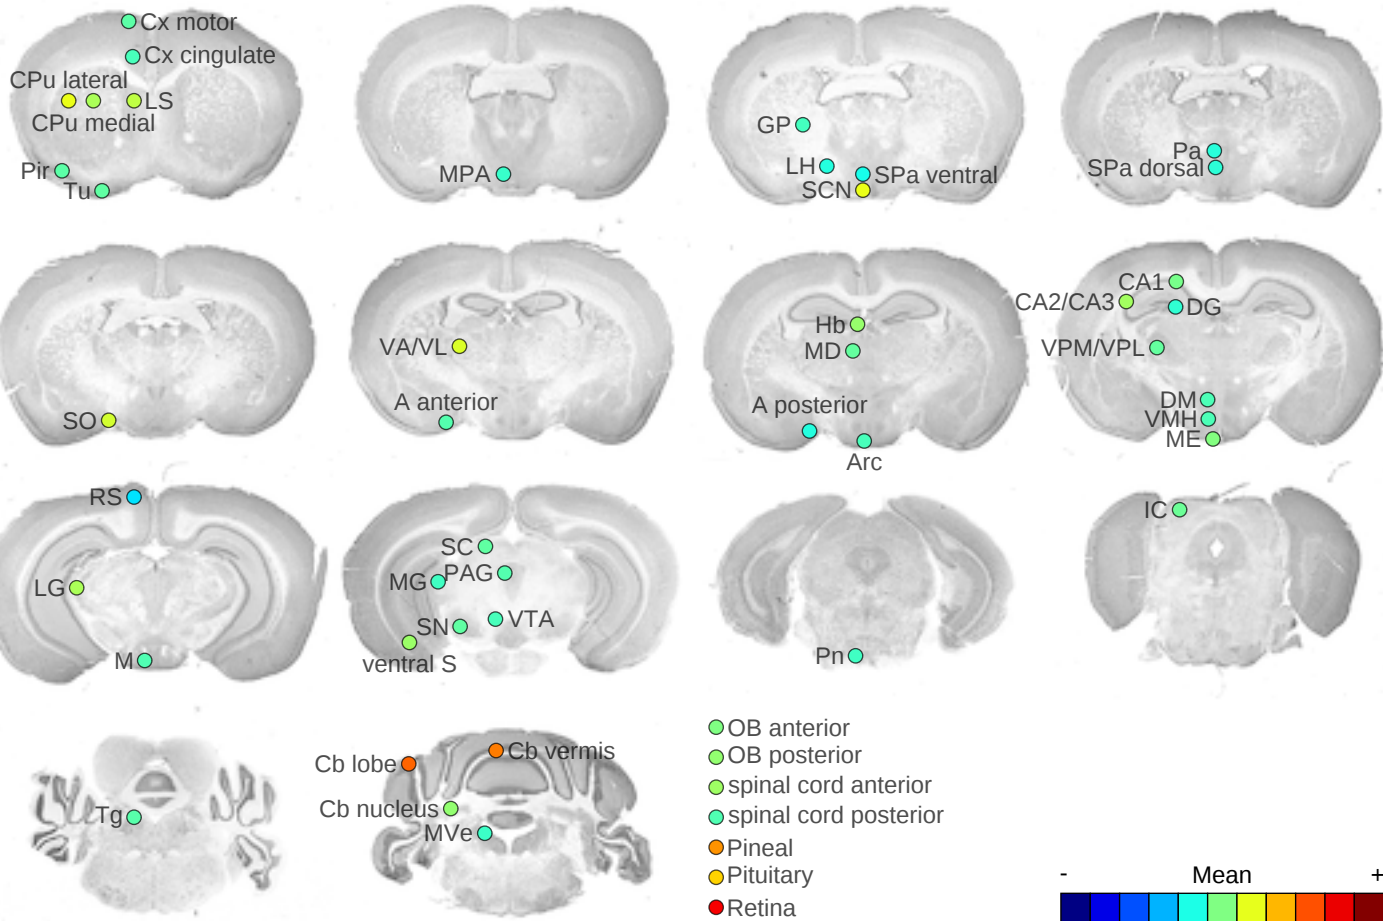 Cx motor
Cx cingulate
CPu lateral
LS
CPu medial
Pir
Tu
MPA
GP
LH
SPa ventral
SCN
Pa
SPa dorsal
SO
VA/VL
A anterior
Hb
MD
A posterior
Arc
CA1
CA2/CA3
DG
VPM/VPL
DM
VMH
ME
RS
LG
M
SC
MG
PAG
SN
VTA
ventral S
Pn
IC
Tg
Cb lobe
Cb vermis
Cb nucleus
MVe
OB anterior
OB posterior
spinal cord anterior
spinal cord posterior
Pineal
Pituitary
Retina
- Mean +